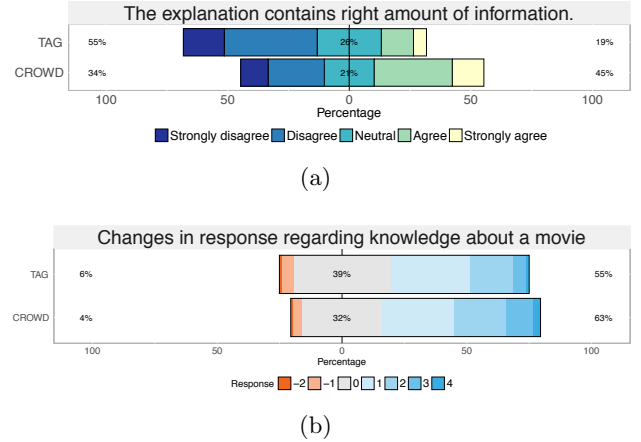 The explanation contains right amount of information.
TAG 55% 26% 19%
CROWD 34% 21% 45%
100 50 0 50 100
Percentage
Strongly disagree Disagree Neutral Agree Strongly agree
(a)
Changes in response regarding knowledge about a movie
TAG 6% 39% 55%
CROWD 4% 32% 63%
100 50 0 50 100
Percentage
Response −2 −1 0 1 2 3 4
(b)